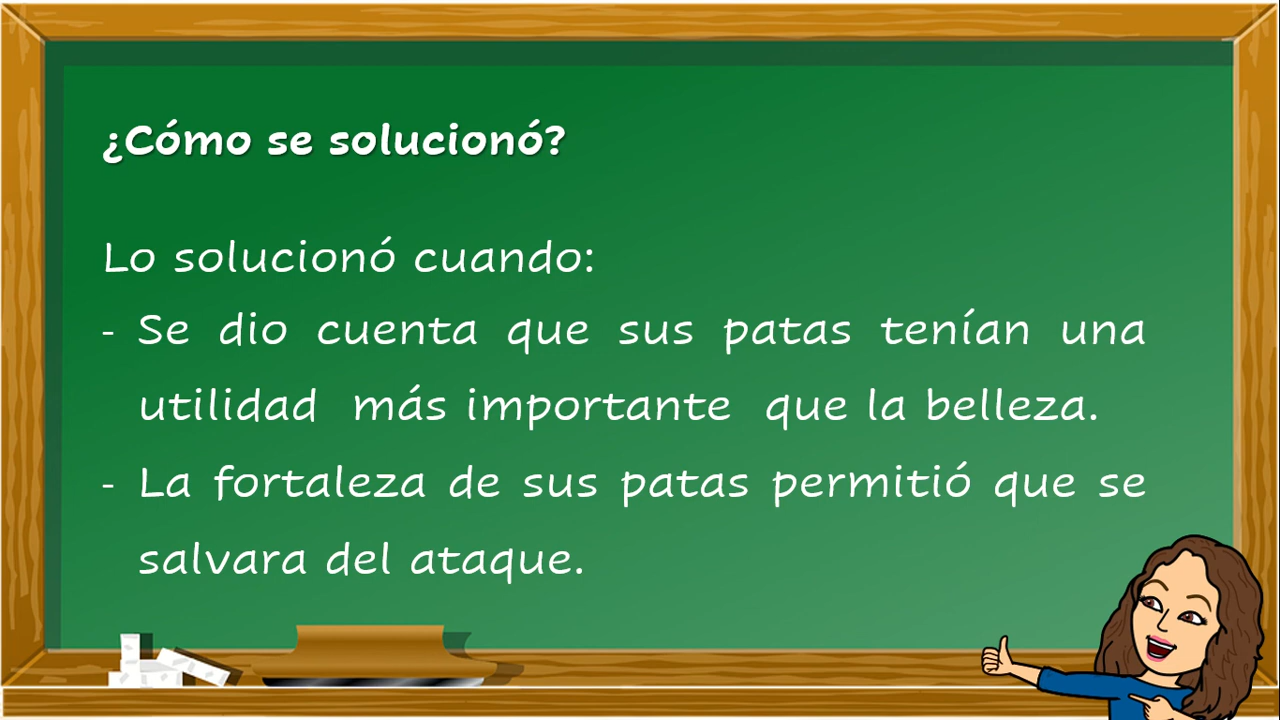 ¿Cómo se solucionó?
Lo solucionó cuando:
- Se dio cuenta que sus patas tenían una
utilidad más importante que la belleza.
- La fortaleza de sus patas permitió que se
salvara del ataque.